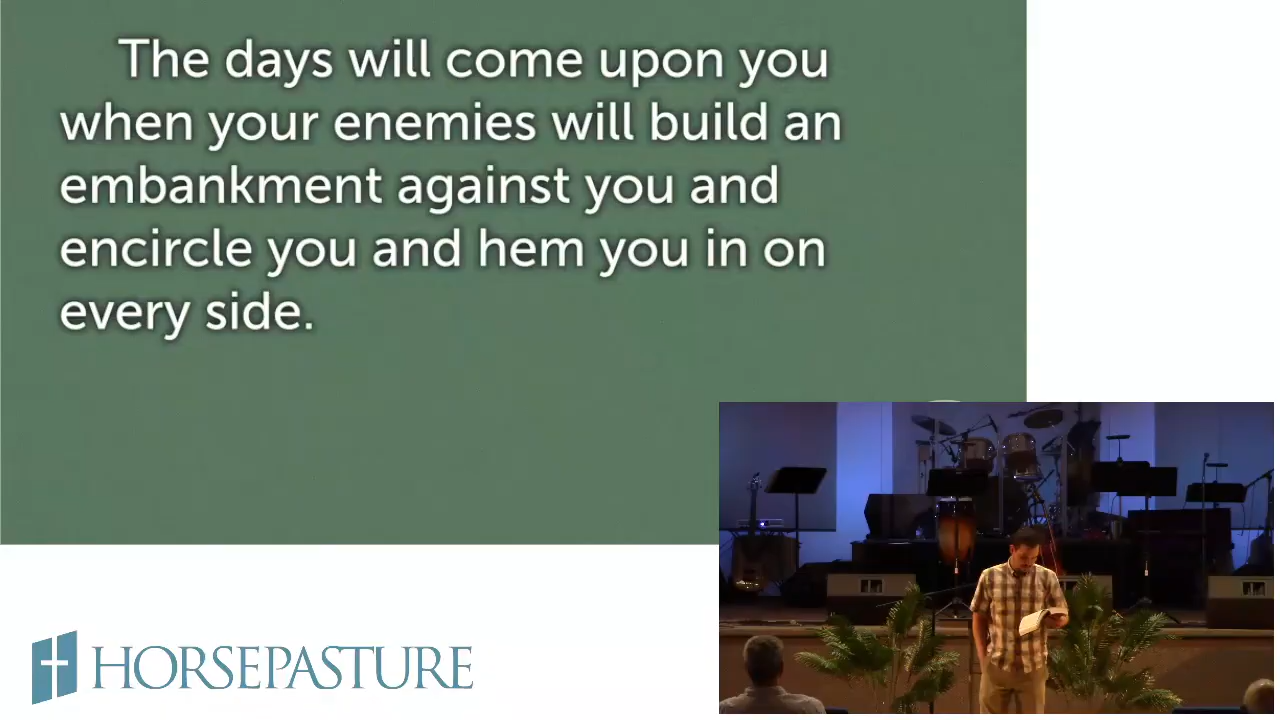 The days will come upon you
when your enemies will build an
embankment against you and
encircle you and hem you in on
every side.
HORSEPASTURE